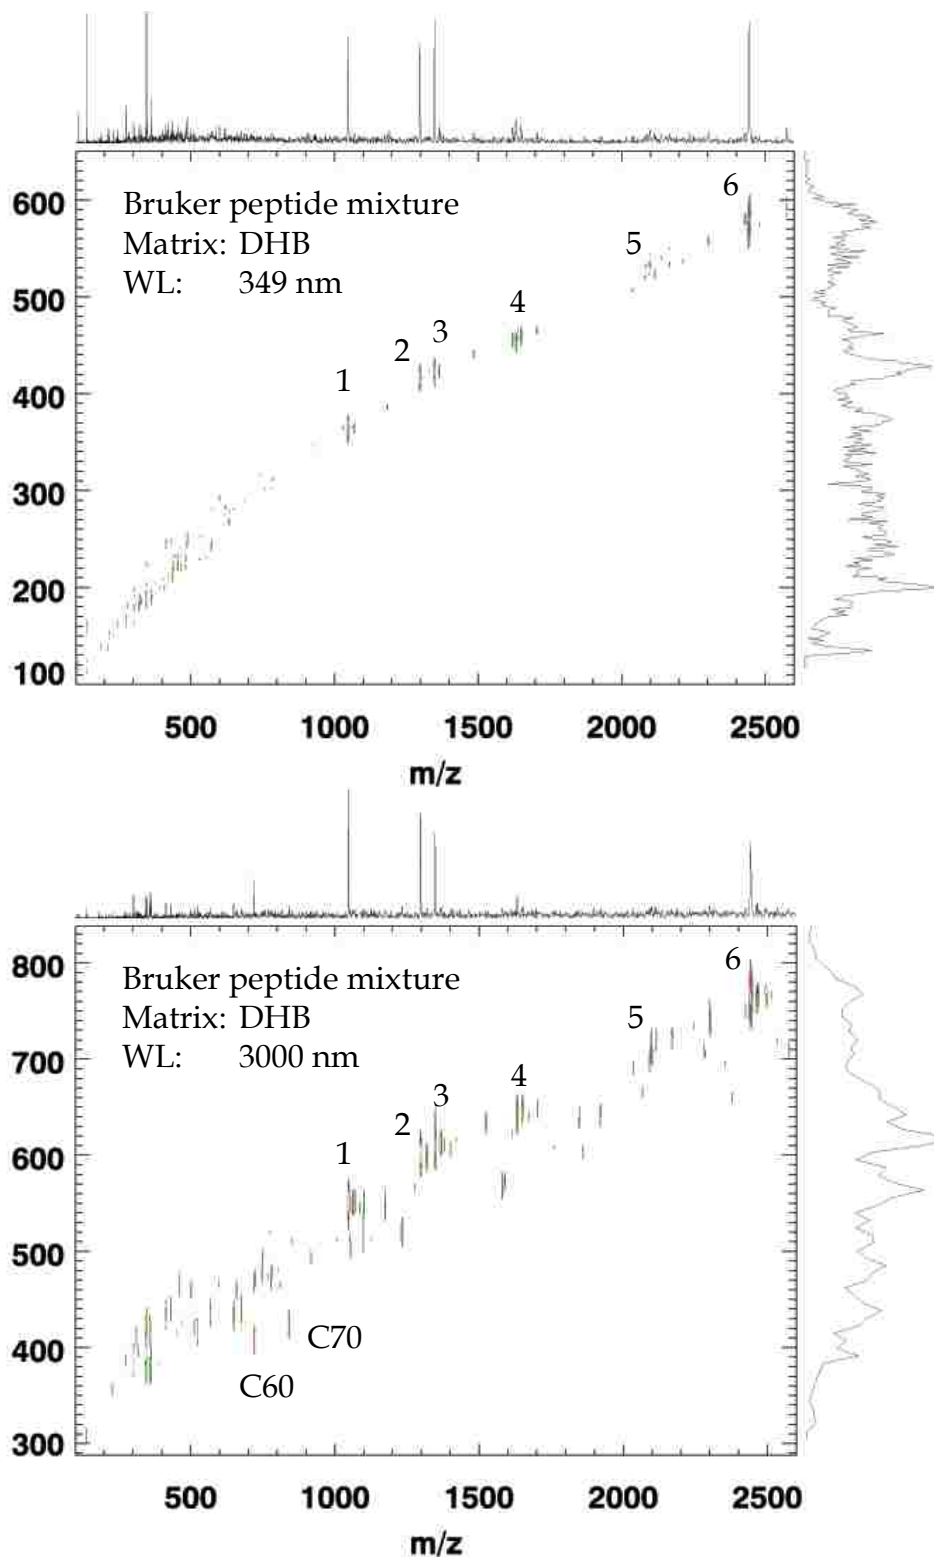 600
500
400
300
200
100
Bruker peptide mixture
Matrix: DHB
WL: 349 nm
1
2
3
4
5
6
500 1000 1500 2000 2500
m/z
800
700
600
500
400
300
Bruker peptide mixture
Matrix: DHB
WL: 3000 nm
1
2
3
4
5
6
C70
C60
500 1000 1500 2000 2500
m/z